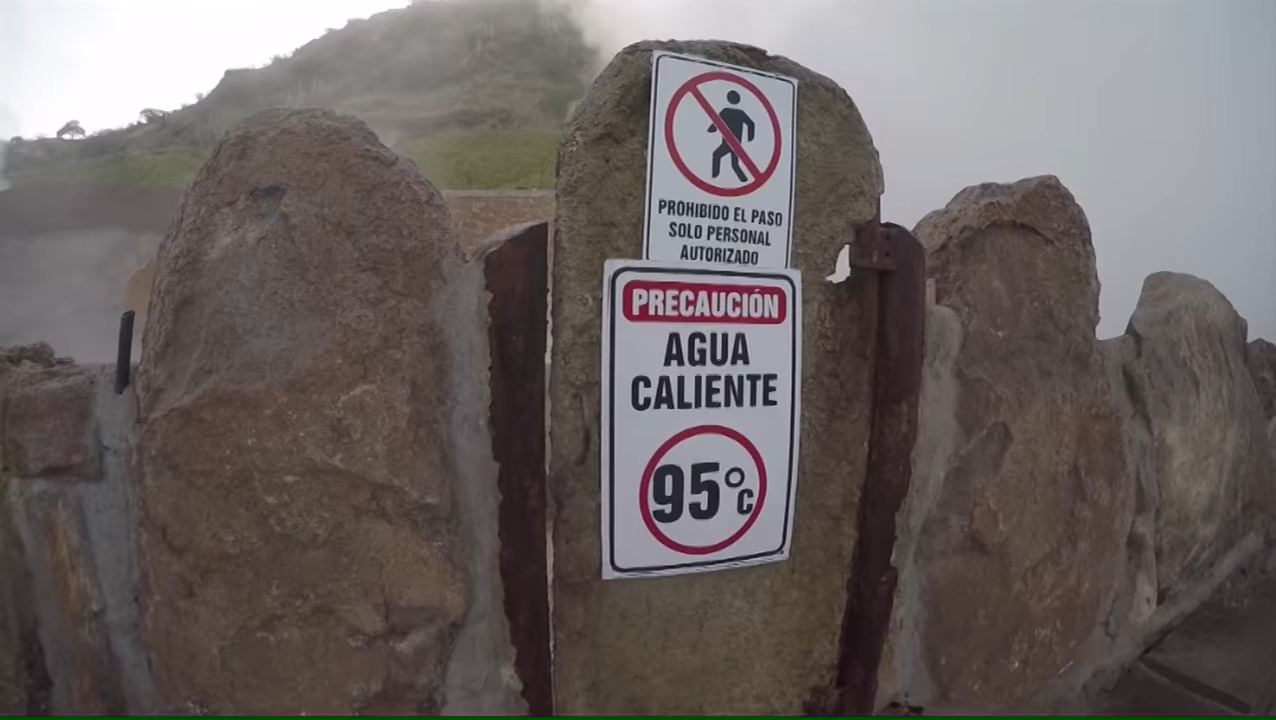 PROHIBIDO EL PASO
SOLO PERSONAL
AUTORIZADO
PRECAUCIÓN
AGUA
CALIENTE
95°C